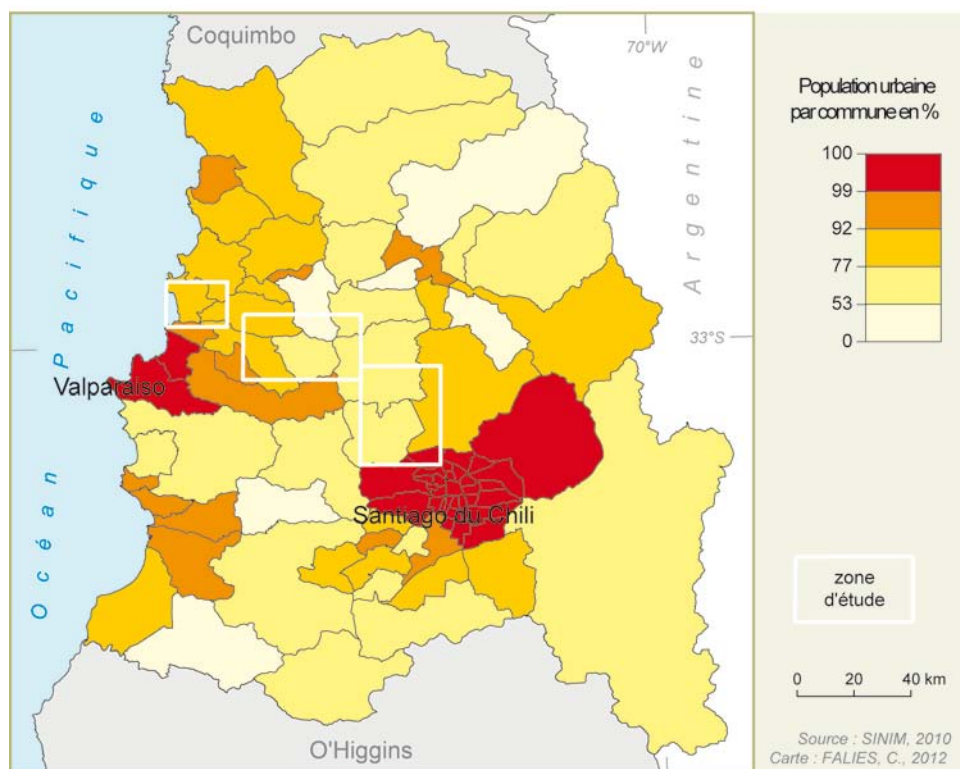 Coquimbo
70°W
Argentine
Océan Pacifique
33°S
Valparaiso
Santiago du Chili
O'Higgins
Population urbaine
par commune en %
100
99
92
77
53
0
zone
d'étude
0 20 40 km
Source : SINIM, 2010
Carte : FALIES, C., 2012